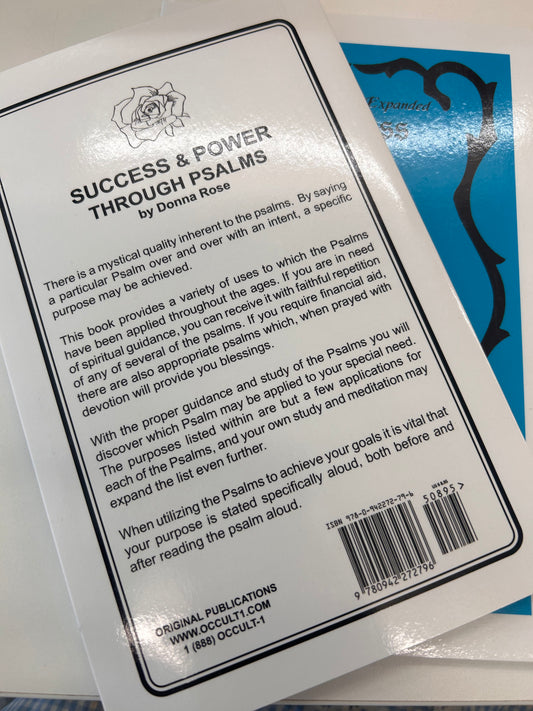 SUCCESS & POWER
THROUGH PSALMS
by Donna Rose
There is a mystical quality inherent to the psalms. By saying
a particular Psalm over and over with an intent, a specific
purpose may be achieved.
This book provides a variety of uses to which the Psalms
have been applied throughout the ages. If you are in need
of spiritual guidance, you can receive it with faithful repetition
of any of several of the psalms. If you require financial aid,
there are also appropriate psalms which, when prayed with
devotion will provide you blessings.
With the proper guidance and study of the Psalms you will
discover which Psalm may be applied to your special need.
The purposes listed within are but a few applications for
each of the Psalms, and your own study and meditation may
expand the list even further.
When utilizing the Psalms to achieve your goals it is vital that
your purpose is stated specifically aloud, both before and
after reading the psalm aloud.
ORIGINAL PUBLICATIONS
WWW.OCCULT1.COM
1 (888) OCCULT-1
ISBN 978-0-942272-79-6
50895>
9 780942 272796
Expanded
SS